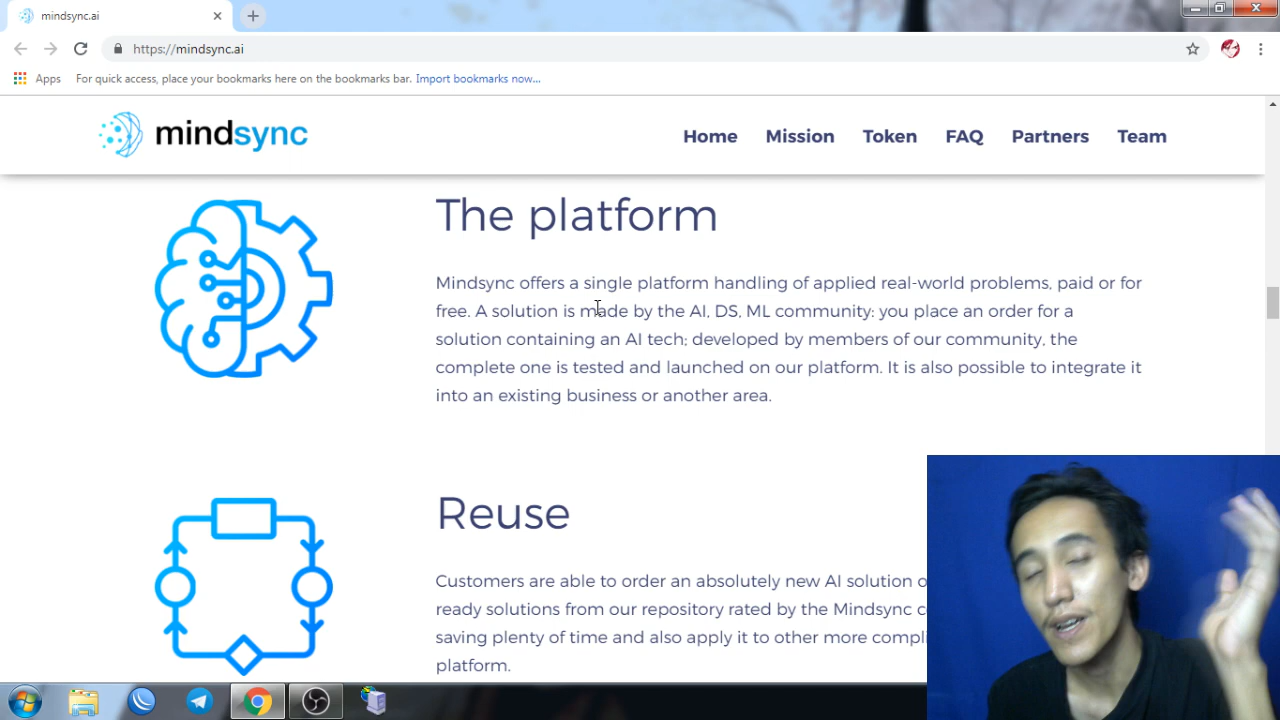 mindsync.ai
https://mindsync.ai
Apps For quick access, place your bookmarks here on the bookmarks bar. Import bookmarks now...
mindsync
Home Mission Token FAQ Partners Team
The platform
Mindsync offers a single platform handling of applied real-world problems, paid or for
free. A solution is made by the AI, DS, ML community: you place an order for a
solution containing an AI tech; developed by members of our community, the
complete one is tested and launched on our platform. It is also possible to integrate it
into an existing business or another area.
Reuse
Customers are able to order an absolutely new AI solution
ready solutions from our repository rated by the Mindsync
saving plenty of time and also apply it to other more
platform.